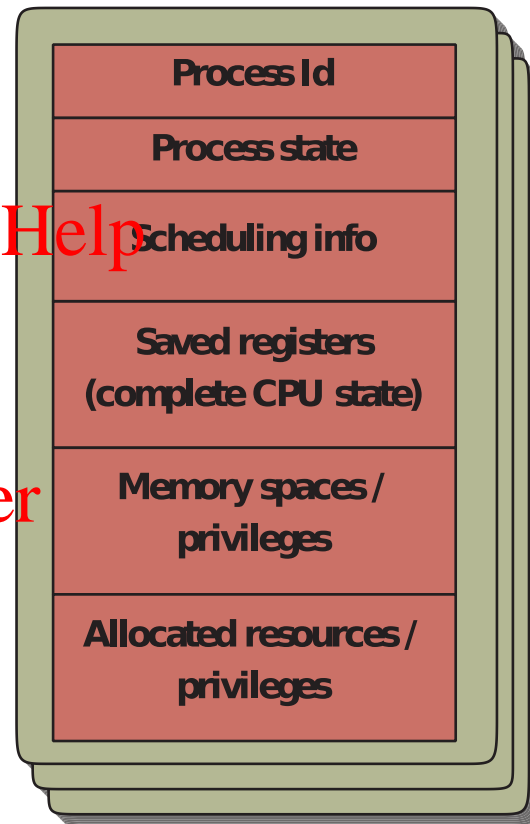 Process Id
Process state
Help
Scheduling info
Saved registers
(complete CPU state)
Memory spaces /
er
privileges
Allocated resources /
privileges